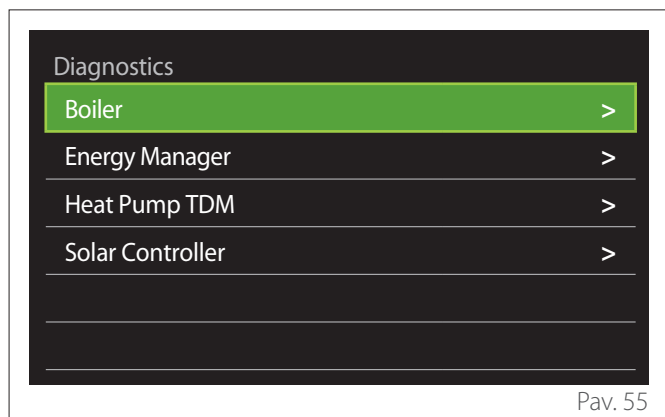 Diagnostics
Boiler >
Energy Manager >
Heat Pump TDM >
Solar Controller >
Pav. 55